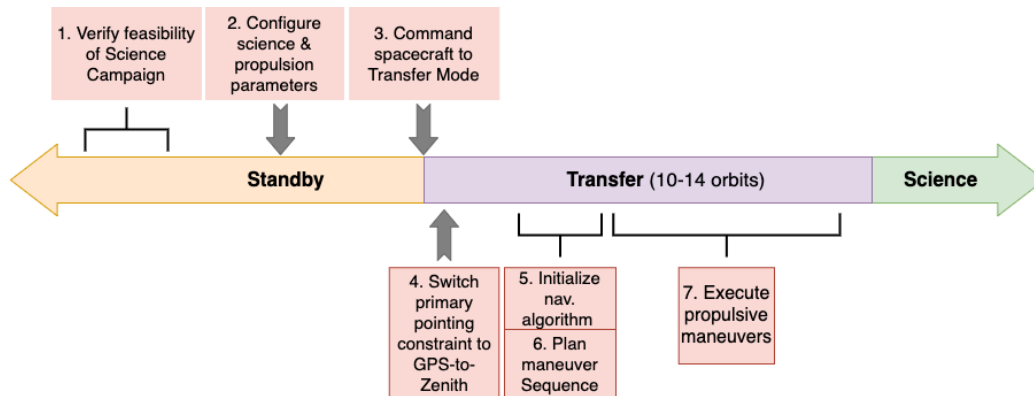 1. Verify feasibility
of Science
Campaign
2. Configure
science &
propulsion
parameters
3. Command
spacecraft to
Transfer Mode
Standby
Transfer (10-14 orbits)
Science
4. Switch
primary
pointing
constraint to
GPS-to-
Zenith
5. Initialize
nav.
algorithm
6. Plan
maneuver
Sequence
7. Execute
propulsive
maneuvers